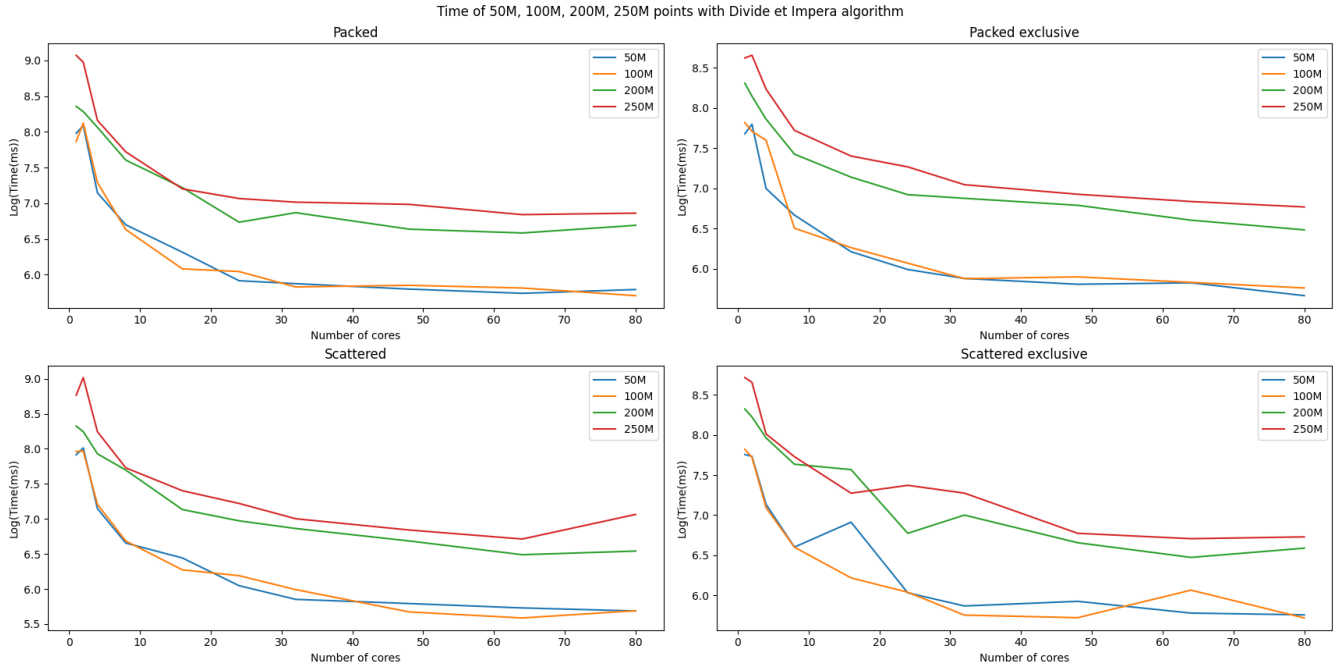 Time of 50M, 100M, 200M, 250M points with Divide et Impera algorithm
Packed
Log(Time(ms))
9.0
8.5
8.0
7.5
7.0
6.5
6.0
0 10 20 30 40 50 60 70 80
Number of cores
50M
100M
200M
250M
Packed exclusive
Log(Time(ms))
8.5
8.0
7.5
7.0
6.5
6.0
0 10 20 30 40 50 60 70 80
Number of cores
50M
100M
200M
250M
Scattered
Log(Time(ms))
9.0
8.5
8.0
7.5
7.0
6.5
6.0
5.5
0 10 20 30 40 50 60 70 80
Number of cores
50M
100M
200M
250M
Scattered exclusive
Log(Time(ms))
8.5
8.0
7.5
7.0
6.5
6.0
0 10 20 30 40 50 60 70 80
Number of cores
50M
100M
200M
250M